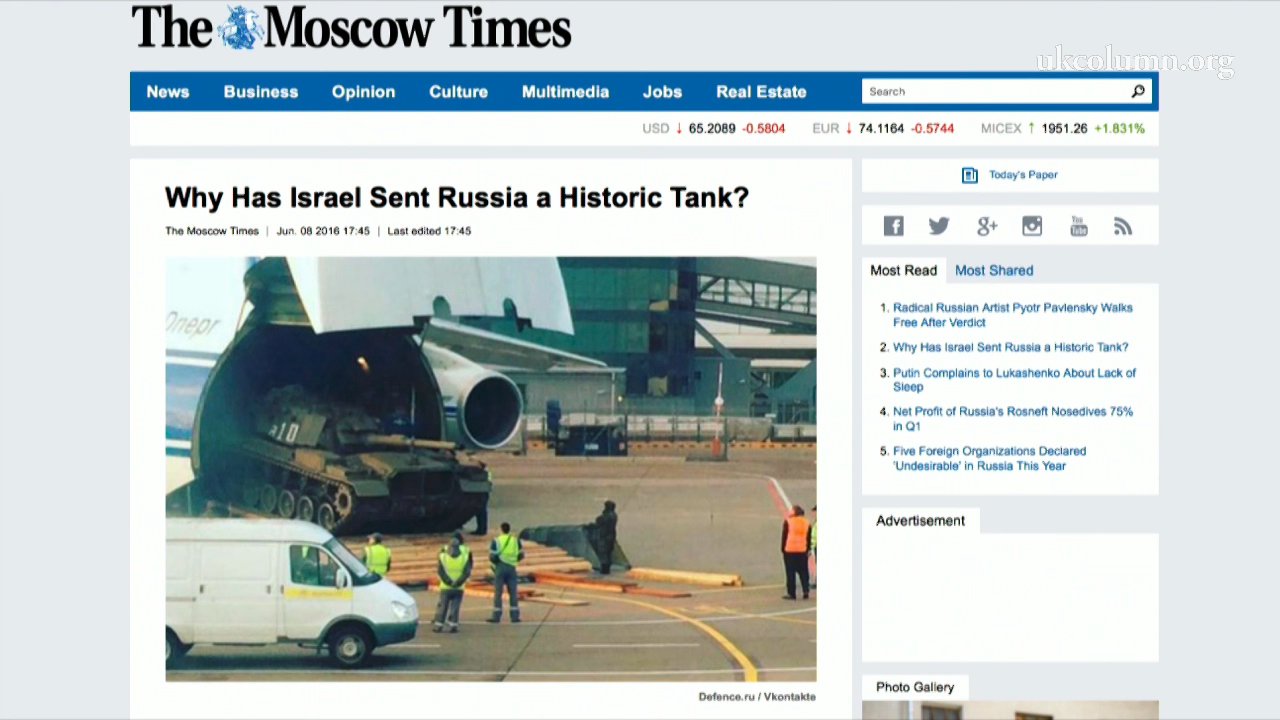 The Moscow Times
ukcolumn.org
News Business Opinion Culture Multimedia Jobs Real Estate
Search
USD ↓ 65.2089 -0.5804 EUR ↓ 74.1164 -0.5744 MICEX ↑ 1951.26 +1.831%
Why Has Israel Sent Russia a Historic Tank?
The Moscow Times | Jun. 08 2016 17:45 | Last edited 17:45
Dnepr
10
Defence.ru / Vkontakte
Today's Paper
g+
You
Tube
Most Read Most Shared
1. Radical Russian Artist Pyotr Pavlensky Walks
Free After Verdict
2. Why Has Israel Sent Russia a Historic Tank?
3. Putin Complains to Lukashenko About Lack of
Sleep
4. Net Profit of Russia's Rosneft Nosedives 75%
in Q1
5. Five Foreign Organizations Declared
'Undesirable' in Russia This Year
Advertisement
Photo Gallery